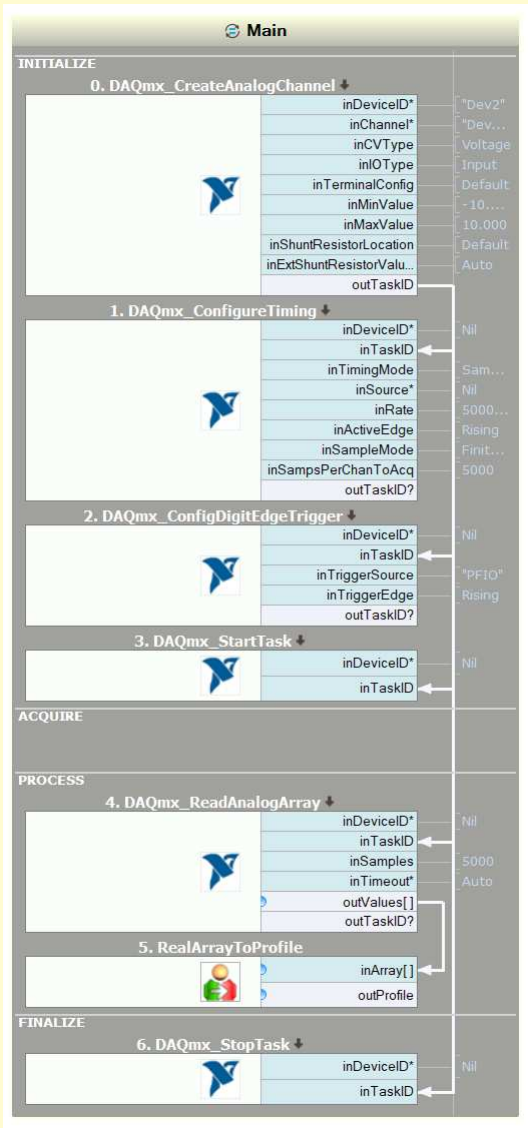 Main
INITIALIZE
0. DAQmx_CreateAnalogChannel
inDeviceID* "Dev2"
inChannel* "Dev...
inCVType Voltage
inIOType Input
inTerminalConfig Default
inMinValue -10....
inMaxValue 10.000
inShuntResistorLocation Default
inExtShuntResistorValu... Auto
outTaskID
1. DAQmx_ConfigureTiming
inDeviceID* Nil
inTaskID
inTimingMode Sam...
inSource* Nil
inRate 5000...
inActiveEdge Rising
inSampleMode Finit...
inSampsPerChanToAcq 5000
outTaskID?
2. DAQmx_ConfigDigitEdgeTrigger
inDeviceID* Nil
inTaskID
inTriggerSource "PFIO"
inTriggerEdge Rising
outTaskID?
3. DAQmx_StartTask
inDeviceID* Nil
inTaskID
ACQUIRE
PROCESS
4. DAQmx_ReadAnalogArray
inDeviceID* Nil
inTaskID
inSamples 5000
inTimeout* Auto
outValues[]
outTaskID?
5. RealArrayToProfile
inArray[]
outProfile
FINALIZE
6. DAQmx_StopTask
inDeviceID* Nil
inTaskID